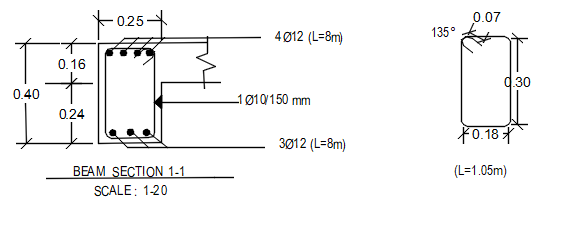 0.25
4Ø12 (L=8m)
0.07
135°
0.16
0.40
0.30
1Ø10/150 mm
0.24
0.18
3Ø12 (L=8m)
BEAM SECTION 1-1
(L=1.05m)
SCALE: 1-20